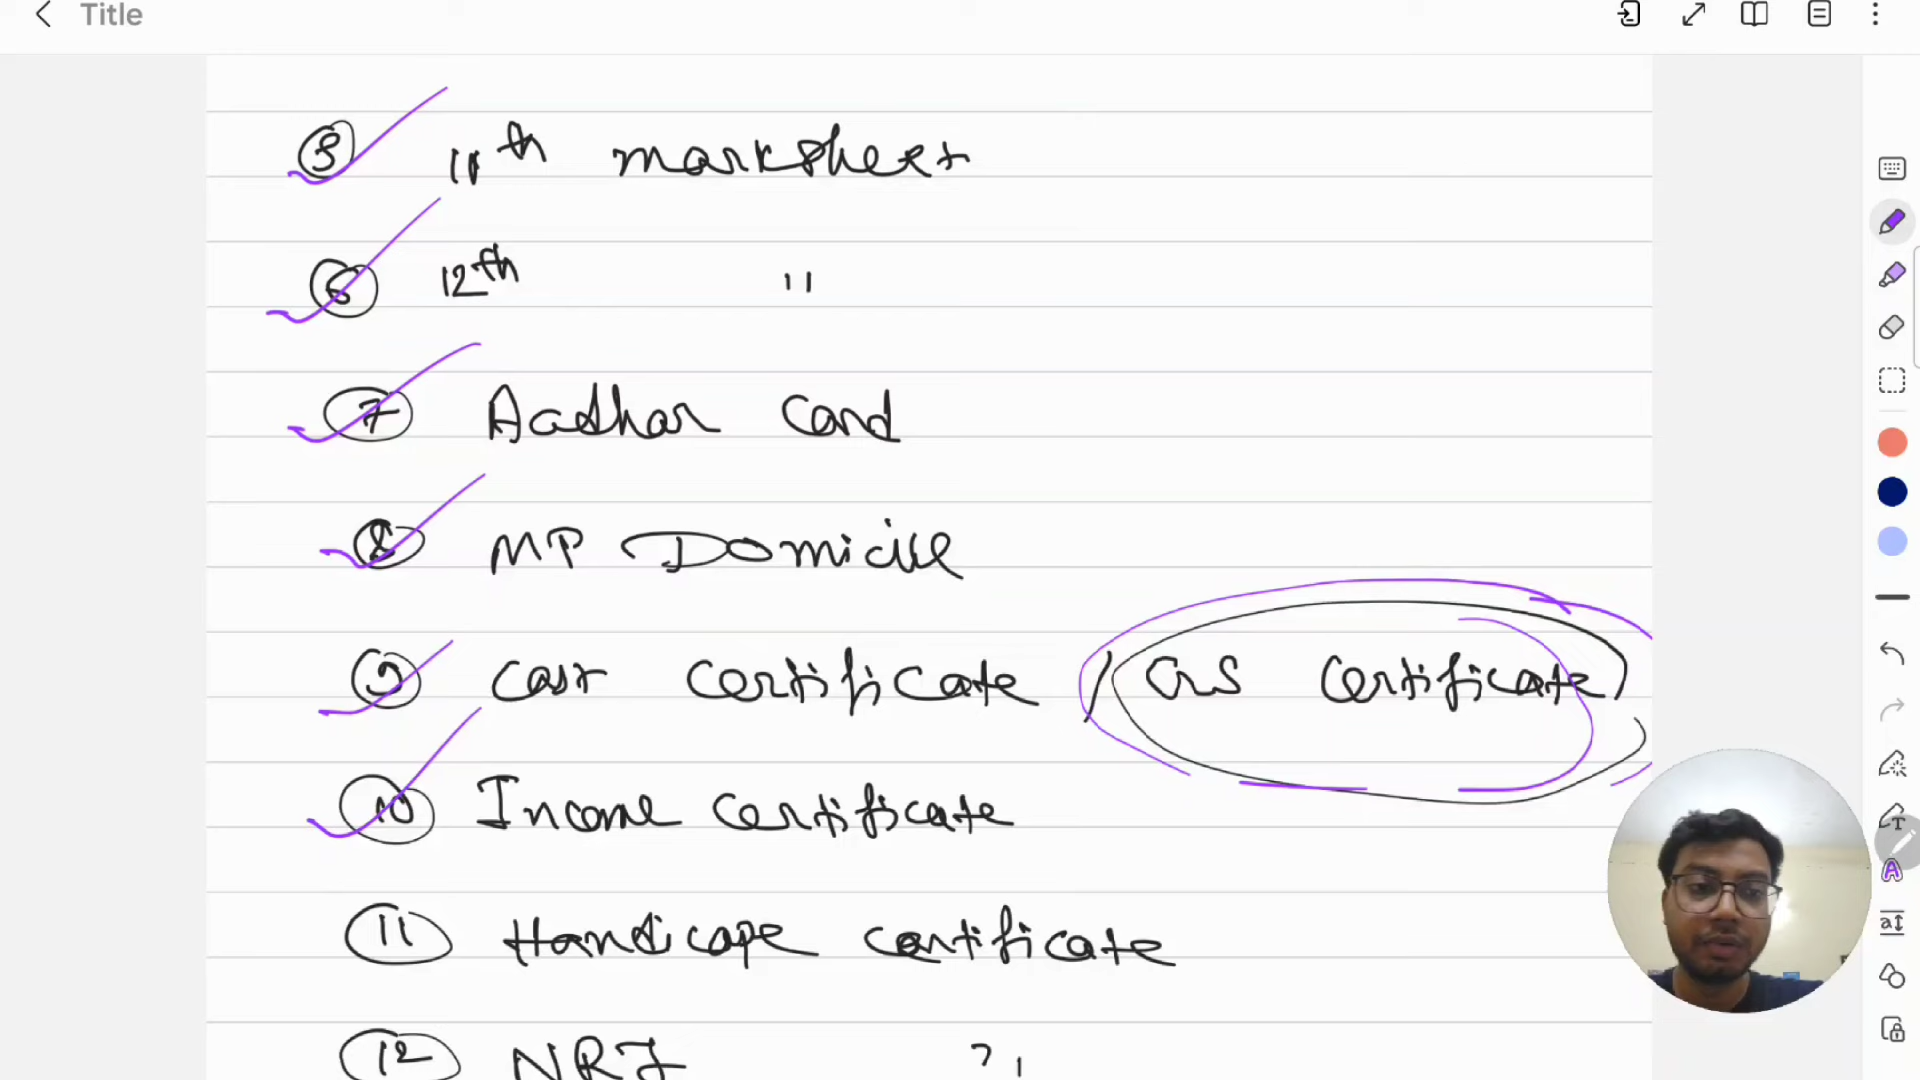 Title
5 11th marksheet
6 12th "
7 Aadhar Card
8 MP Domicile
9 Cast Certificate / GS Certificate
10 Income Certificate
11 Handicape Certificate
12 NRI